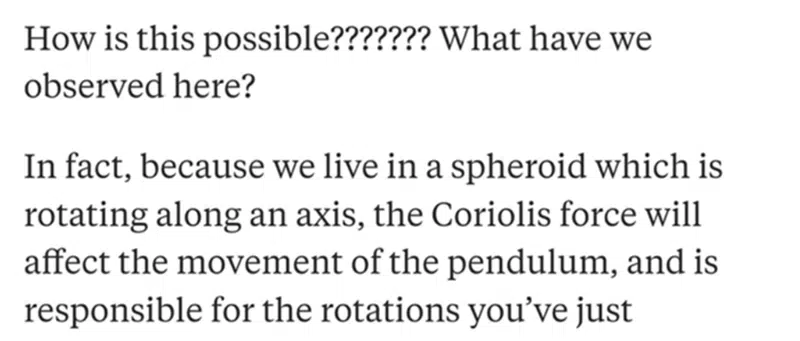 How is this possible??????? What have we
observed here?
In fact, because we live in a spheroid which is
rotating along an axis, the Coriolis force will
affect the movement of the pendulum, and is
responsible for the rotations you’ve just